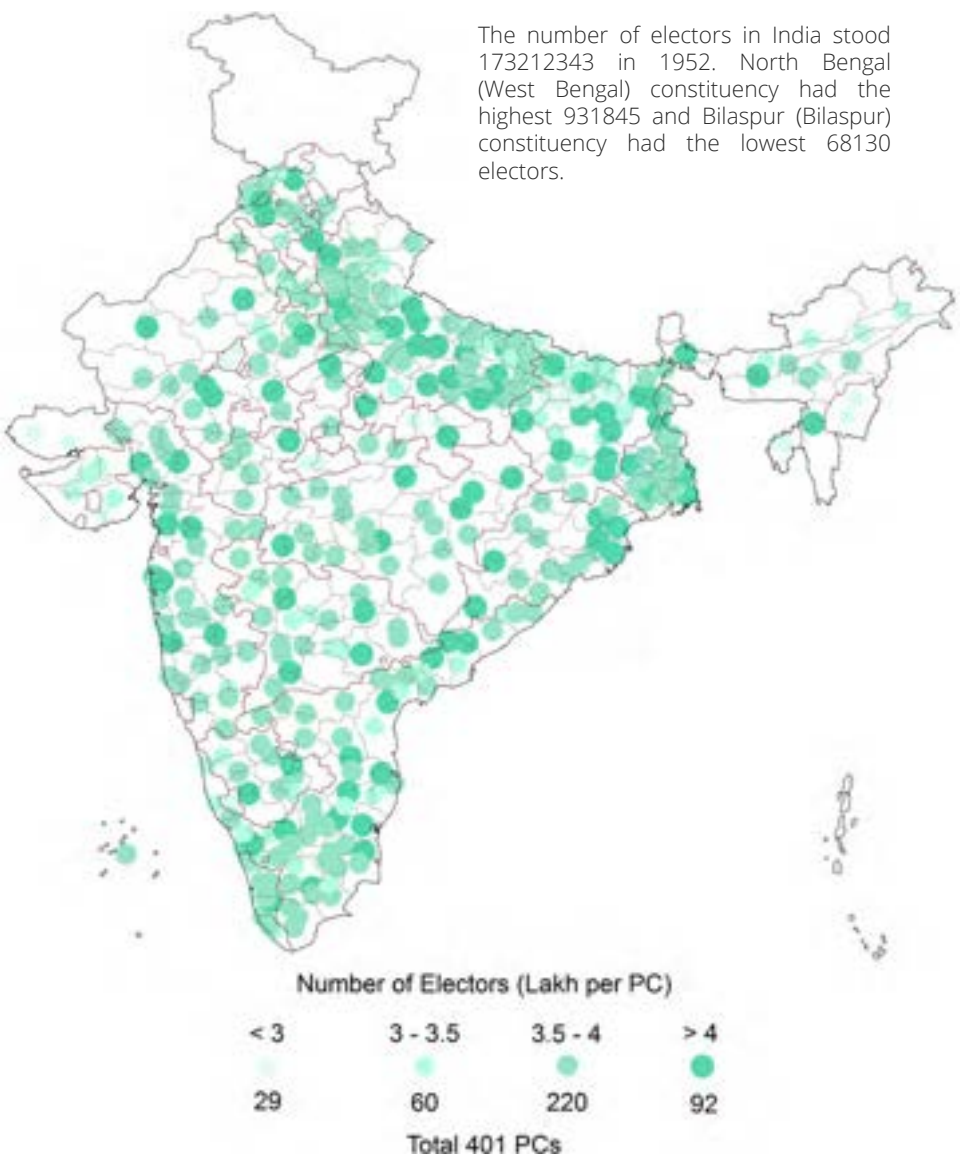 The number of electors in India stood
173212343 in 1952. North Bengal
(West Bengal) constituency had the
highest 931845 and Bilaspur (Bilaspur)
constituency had the lowest 68130
electors.
Number of Electors (Lakh per PC)
< 3 3 - 3.5 3.5 - 4 > 4
29 60 220 92
Total 401 PCs